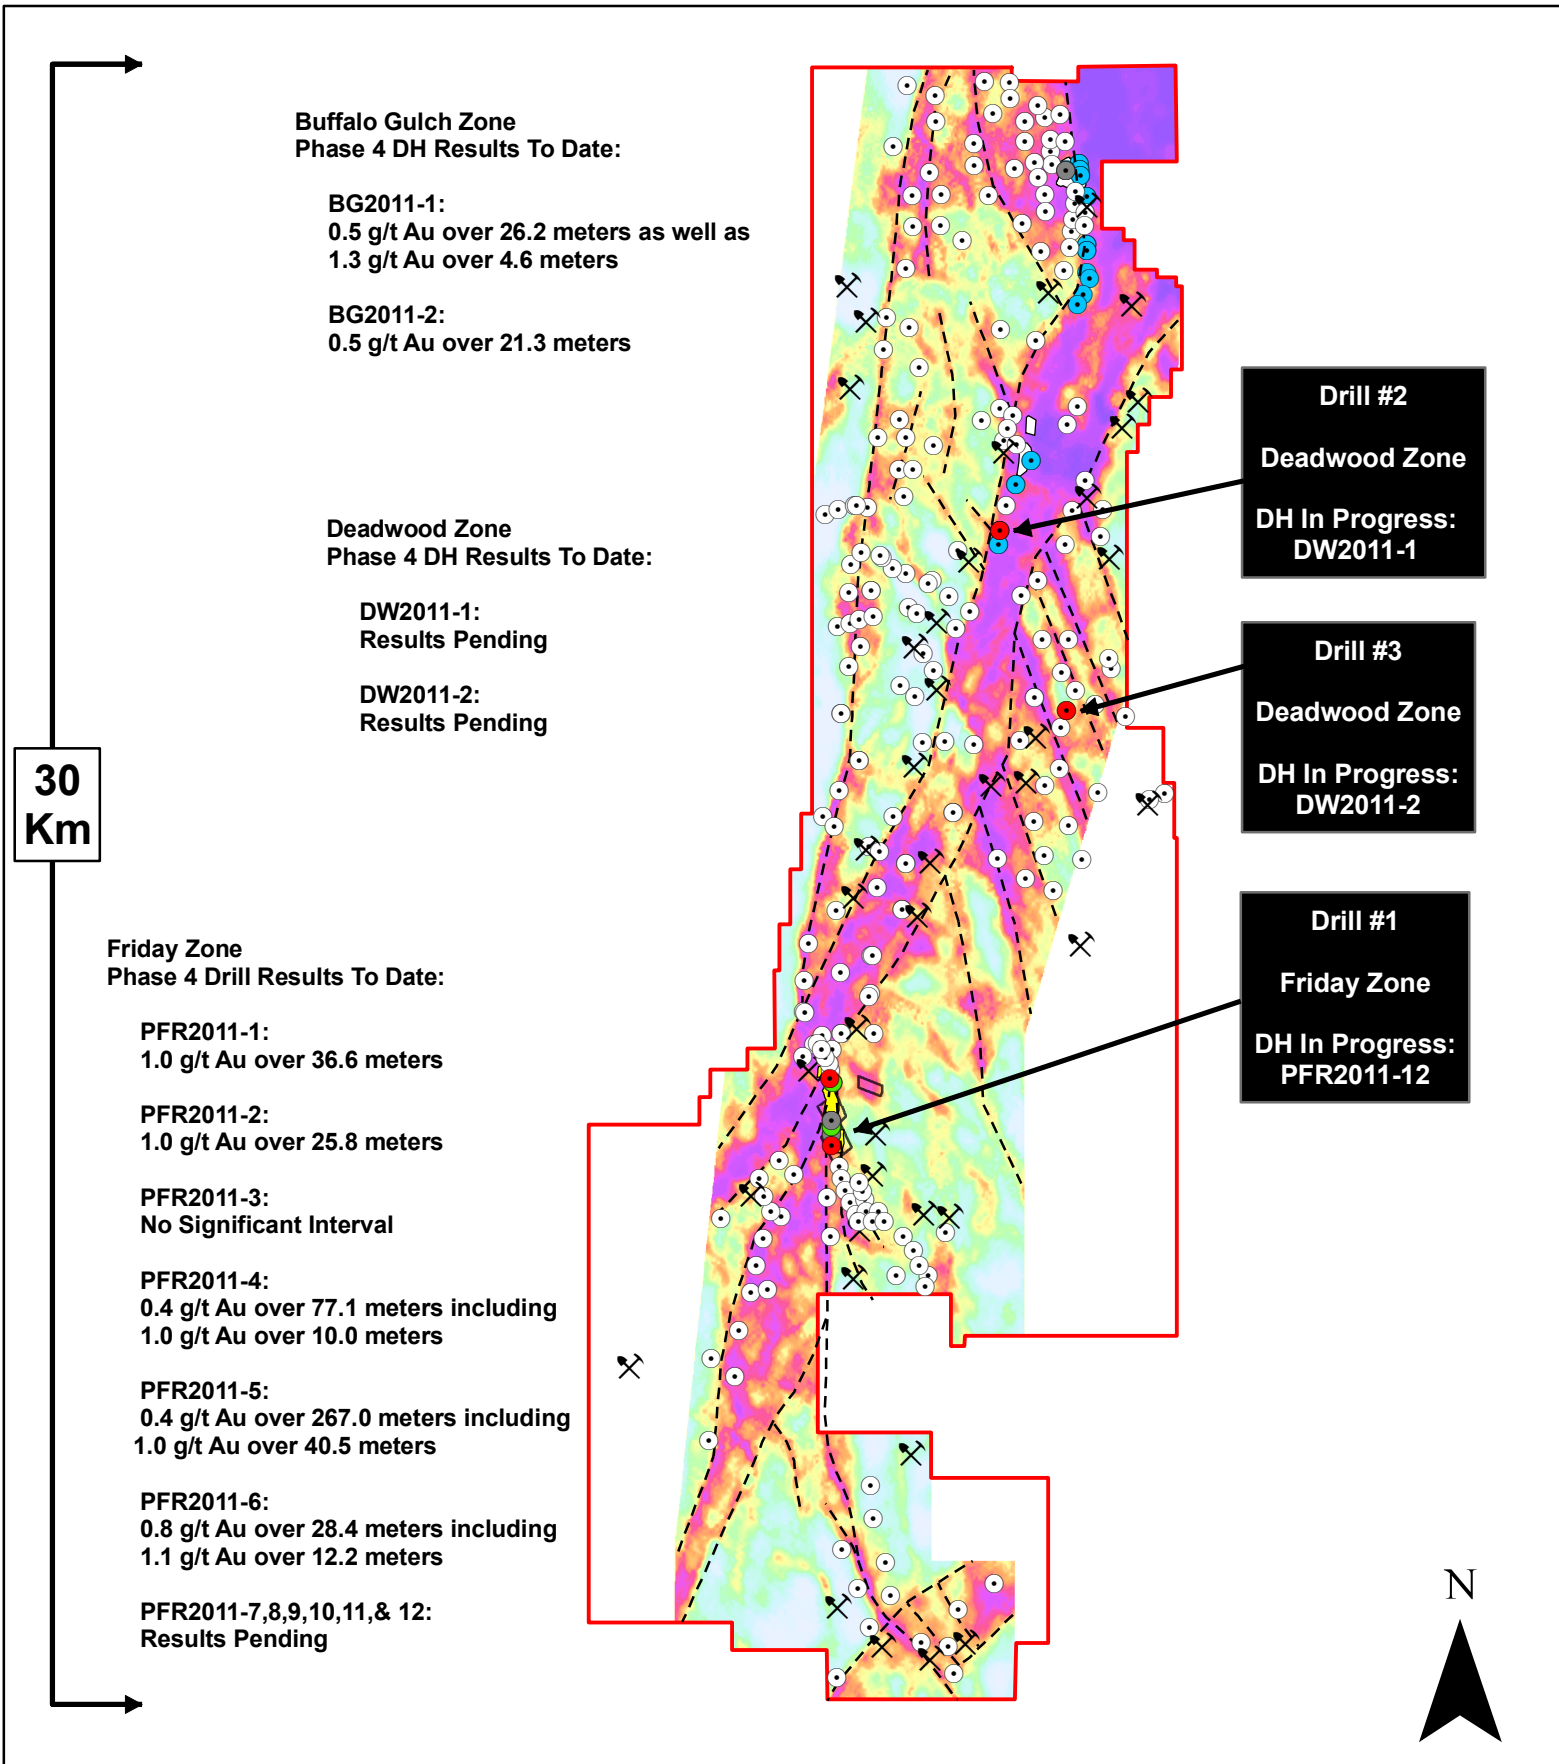 Buffalo Gulch Zone
Phase 4 DH Results To Date:
BG2011-1:
0.5 g/t Au over 26.2 meters as well as
1.3 g/t Au over 4.6 meters
BG2011-2:
0.5 g/t Au over 21.3 meters
Deadwood Zone
Phase 4 DH Results To Date:
DW2011-1:
Results Pending
DW2011-2:
Results Pending
30
Km
Friday Zone
Phase 4 Drill Results To Date:
PFR2011-1:
1.0 g/t Au over 36.6 meters
PFR2011-2:
1.0 g/t Au over 25.8 meters
PFR2011-3:
No Significant Interval
PFR2011-4:
0.4 g/t Au over 77.1 meters including
1.0 g/t Au over 10.0 meters
PFR2011-5:
0.4 g/t Au over 267.0 meters including
1.0 g/t Au over 40.5 meters
PFR2011-6:
0.8 g/t Au over 28.4 meters including
1.1 g/t Au over 12.2 meters
PFR2011-7,8,9,10,11,& 12:
Results Pending
Drill #2
Deadwood Zone
DH In Progress:
DW2011-1
Drill #3
Deadwood Zone
DH In Progress:
DW2011-2
Drill #1
Friday Zone
DH In Progress:
PFR2011-12
N